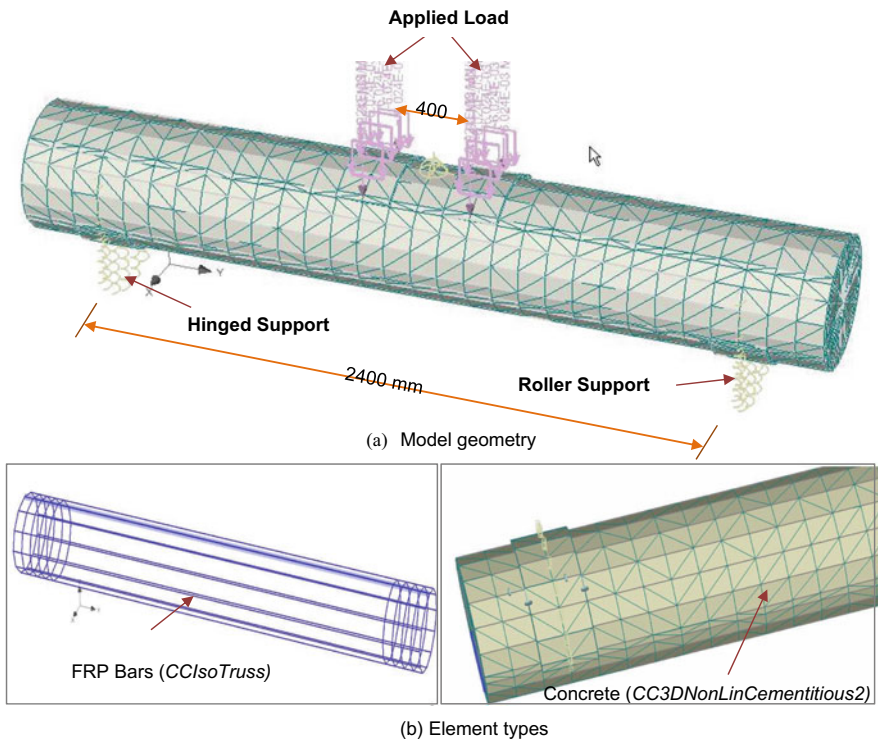 Applied Load
400
X
Y
Hinged Support
2400 mm
Roller Support
(a) Model geometry
FRP Bars (CCIsoTruss)
Concrete (CC3DNonLinCementitious2)
(b) Element types